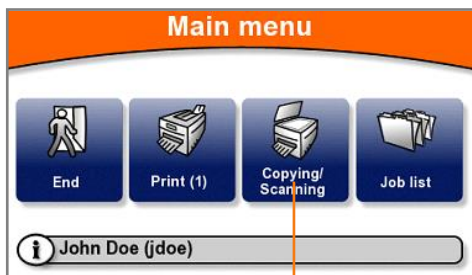 Main menu
End
Print (1)
Copying/
Scanning
Job list
i John Doe (jdoe)